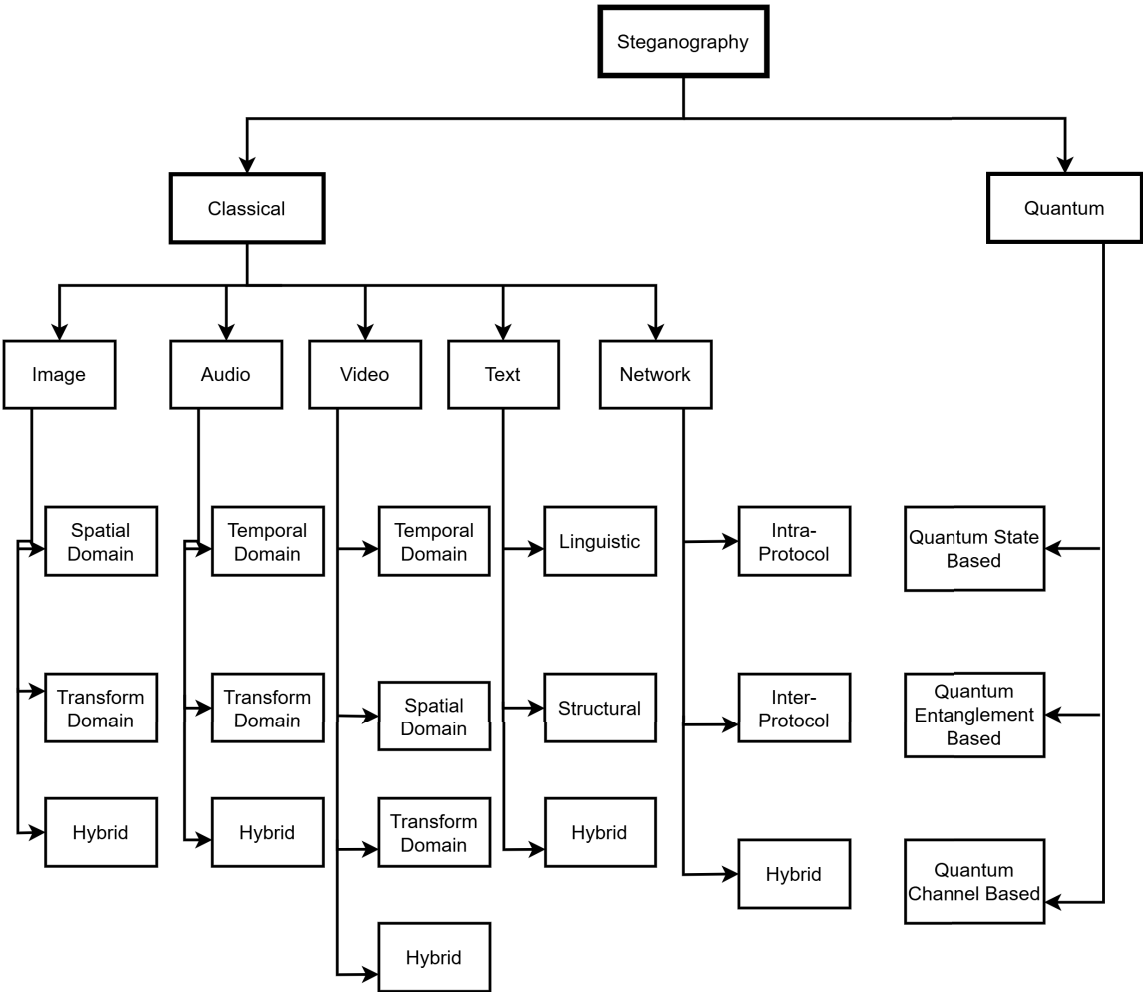 Steganography
Classical
Quantum
Image
Audio
Video
Text
Network
Spatial
Domain
Temporal
Domain
Temporal
Domain
Linguistic
Intra-
Protocol
Quantum State
Based
Transform
Domain
Transform
Domain
Spatial
Domain
Structural
Inter-
Protocol
Quantum
Entanglement
Based
Hybrid
Hybrid
Transform
Domain
Hybrid
Hybrid
Quantum
Channel Based
Hybrid